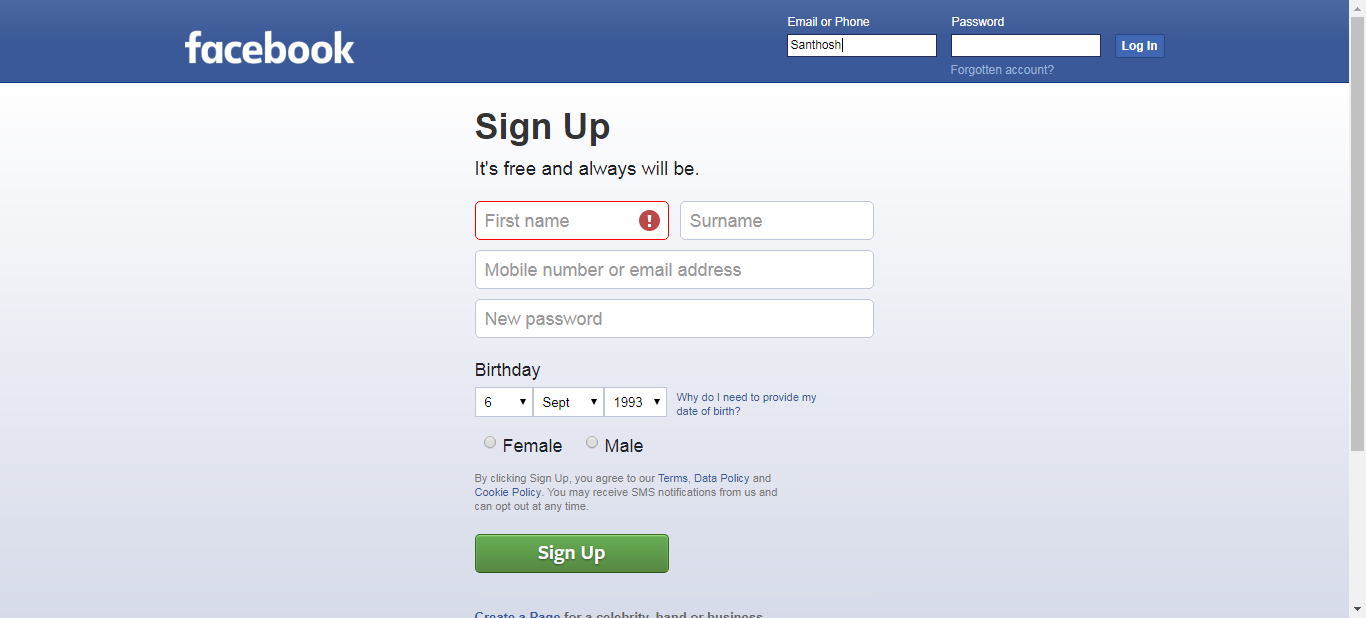 Email or Phone
Password
facebook
Santhosh
Log In
Forgotten account?
Sign Up
It's free and always will be.
First name
Surname
Mobile number or email address
New password
Birthday
6
Sept
1993
Why do I need to provide my
date of birth?
Female
Male
By clicking Sign Up, you agree to our Terms, Data Policy and
Cookie Policy. You may receive SMS notifications from us and
can opt out at any time.
Sign Up
Create a Page for a celebrity, band or business.